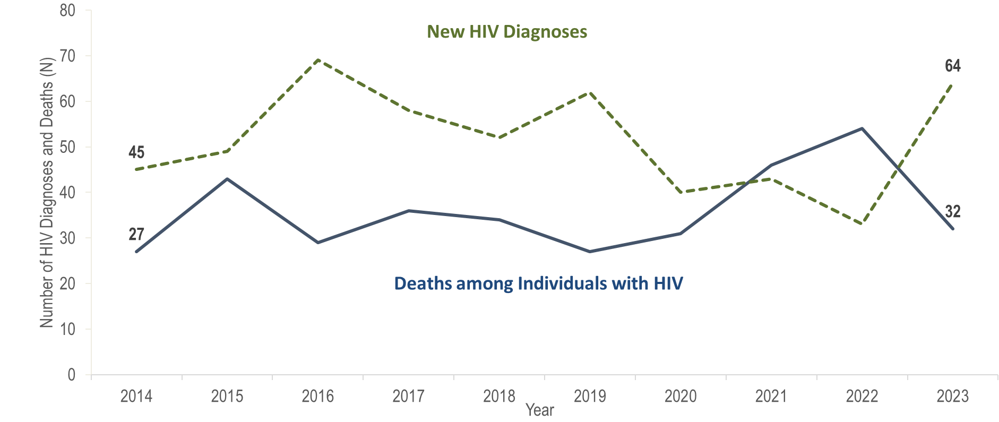 80
New HIV Diagnoses
70
64
60
50
45
40
32
30
27
20
Deaths among Individuals with HIV
10
0
Number of HIV Diagnoses and Deaths (N)
2014 2015 2016 2017 2018 2019 2020 2021 2022 2023
Year